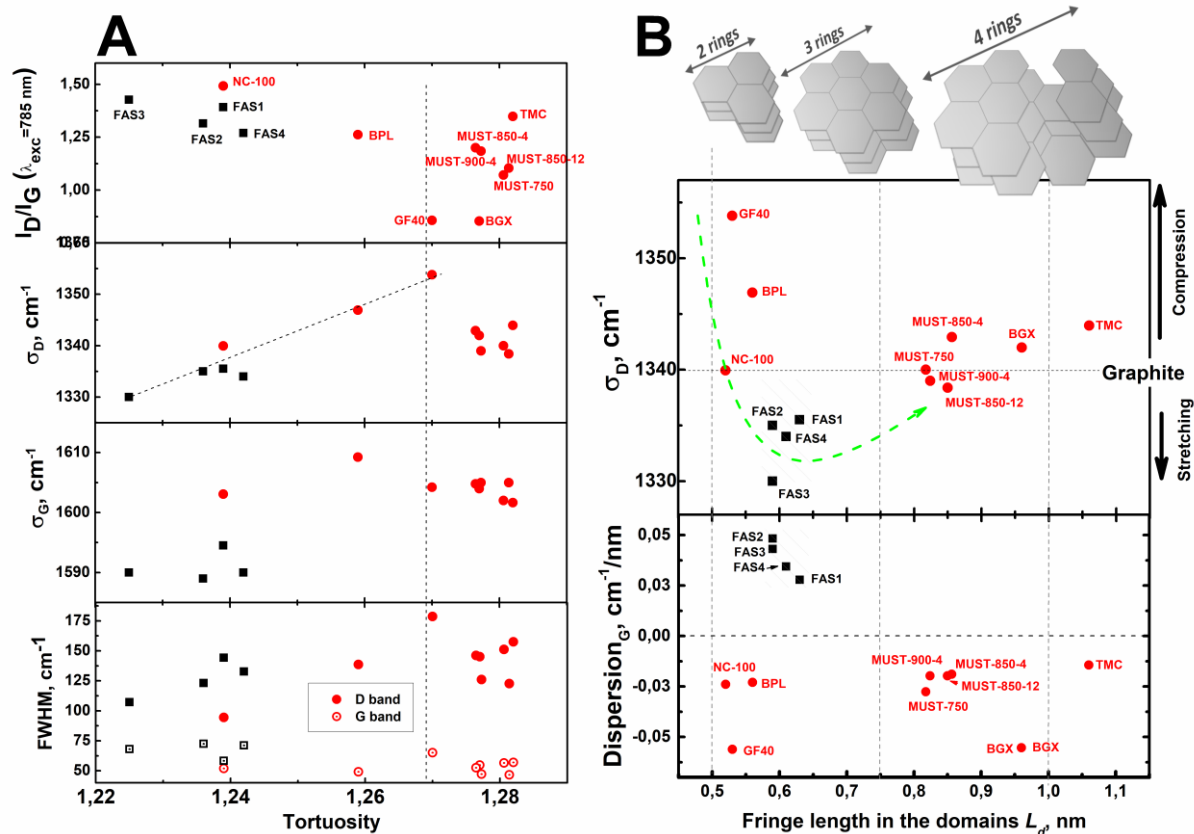 A
I_D/I_G (λ_exc=785 nm)
1,50
1,25
1,00
NC-100
FAS3
FAS1
FAS2
FAS4
BPL
TMC
MUST-850-4
MUST-900-4
MUST-850-12
MUST-750
GF40
BGX
σ_D, cm⁻¹
1350
1340
1330
σ_G, cm⁻¹
1610
1600
1590
FWHM, cm⁻¹
175
150
125
100
75
50
D band
G band
1,22
1,24
1,26
1,28
Tortuosity
B
2 rings
3 rings
4 rings
σ_D, cm⁻¹
1350
1340
1330
GF40
BPL
MUST-850-4
BGX
TMC
NC-100
MUST-750
MUST-900-4
MUST-850-12
FAS2
FAS1
FAS4
FAS3
Compression
Graphite
Stretching
Dispersion_G, cm⁻¹/nm
0,05
0,03
0,00
-0,03
-0,05
FAS2
FAS3
FAS4
FAS1
NC-100
BPL
MUST-900-4
MUST-850-4
MUST-850-12
MUST-750
TMC
GF40
BGX
BGX
0,5
0,6
0,7
0,8
0,9
1,0
1,1
Fringe length in the domains L_d, nm